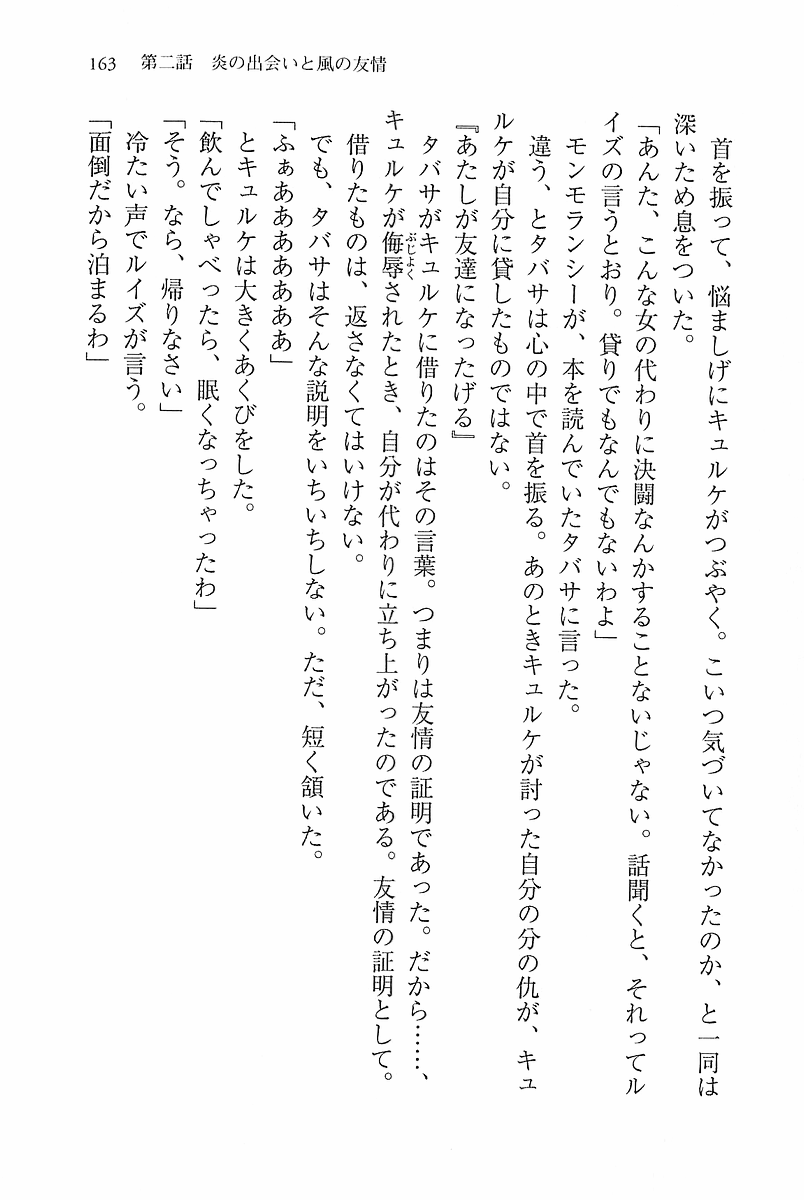 163　第二話　炎の出会いと風の友情
首を振って、悩ましげにキュルケがつぶやく。こいつ気づいてなかったのか、と一同は
深いため息をついた。
「あんた、こんな女の代わりに決闘なんかすることないじゃない。話聞くと、それってル
イズの言うとおり。貸りでもなんでもないわよ」
モンモランシーが、本を読んでいたタバサに言った。
違う、とタバサは心の中で首を振る。あのときキュルケが討った自分の分の仇が、キュ
ルケが自分に貸したものではない。
『あたしが友達になったげる』
タバサがキュルケに借りたのはその言葉。つまりは友情の証明であった。だから……、
キュルケが侮辱されたとき、自分が代わりに立ち上がったのである。友情の証明として。
ぶじよく
借りたものは、返さなくてはいけない。
でも、タバサはそんな説明をいちいちしない。ただ、短く頷いた。
「ふぁあああああああ」
とキュルケは大きくあくびをした。
「飲んでしゃべったら、眠くなっちゃったわ」
「そう。なら、帰りなさい」
冷たい声でルイズが言う。
「面倒だから泊まるわ」